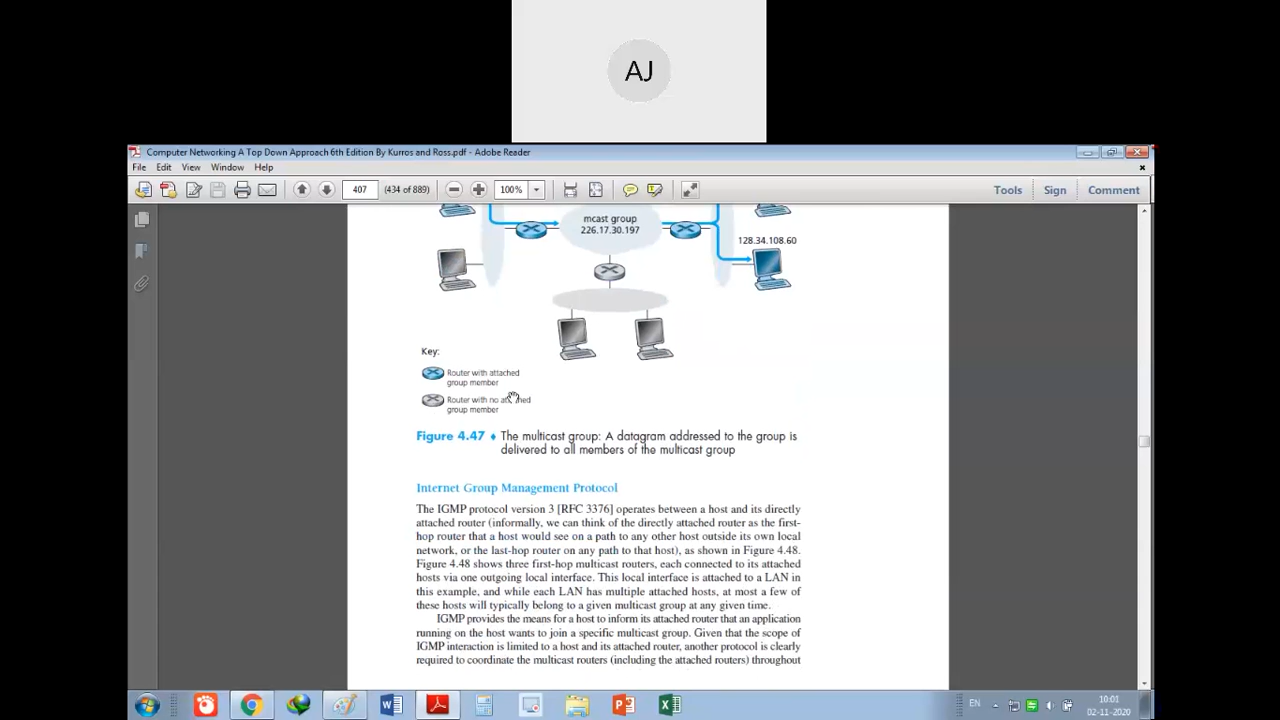 AJ
Computer Networking A Top Down Approach 6th Edition By Kurros and Ross.pdf - Adobe Reader
File Edit View Window Help
407 (434 of 889) 100% Tools Sign Comment
mcast group
226.17.30.197
128.34.108.60
Key:
Router with attached
group member
Router with no attached
group member
Figure 4.47 ♦ The multicast group: A datagram addressed to the group is
delivered to all members of the multicast group
Internet Group Management Protocol
The IGMP protocol version 3 [RFC 3376] operates between a host and its directly
attached router (informally, we can think of the directly attached router as the first-
hop router that a host would see on a path to any other host outside its own local
network, or the last-hop router on any path to that host), as shown in Figure 4.48.
Figure 4.48 shows three first-hop multicast routers, each connected to its attached
hosts via one outgoing local interface. This local interface is attached to a LAN in
this example, and while each LAN has multiple attached hosts, at most a few of
these hosts will typically belong to a given multicast group at any given time.
IGMP provides the means for a host to inform its attached router that an application
running on the host wants to join a specific multicast group. Given that the scope of
IGMP interaction is limited to a host and its attached router, another protocol is clearly
required to coordinate the multicast routers (including the attached routers) throughout
EN
10:01
02-11-2020